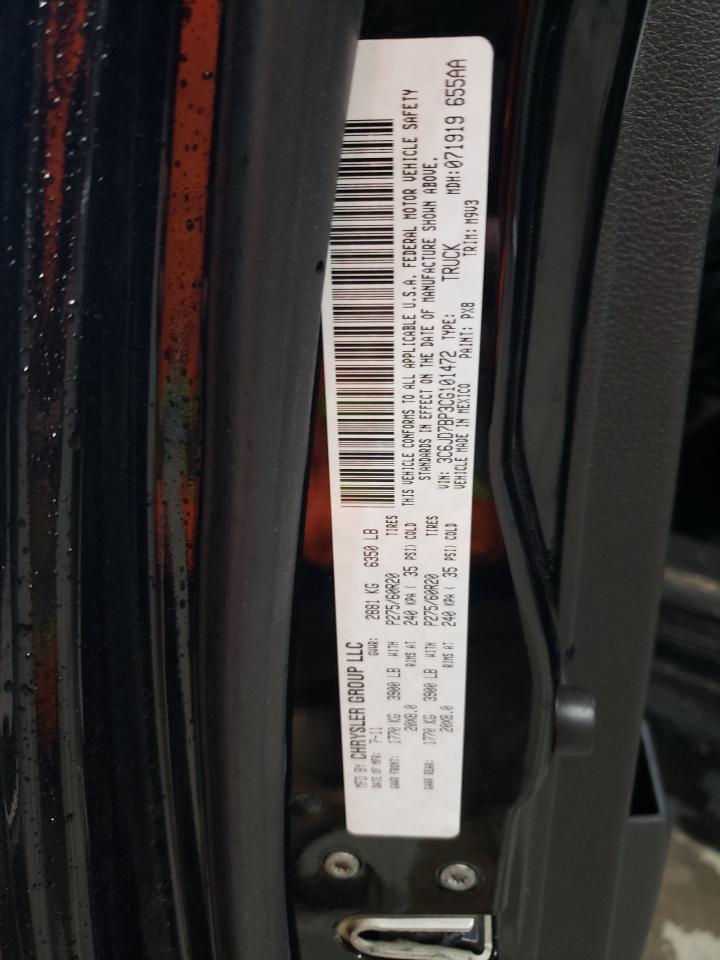 MFD BY CHRYSLER GROUP LLC
DATE OF MFR: 7-11 GVWR: 2881 KG 6350 LB
GAWR FRONT: 1770 KG 3900 LB WITH P275/60R20 TIRES
20X8.0 RIMS AT 240 KPA ( 35 PSI) COLD
GAWR REAR: 1770 KG 3900 LB WITH P275/60R20 TIRES
20X8.0 RIMS AT 240 KPA ( 35 PSI) COLD
THIS VEHICLE CONFORMS TO ALL APPLICABLE U.S.A. FEDERAL MOTOR VEHICLE SAFETY
STANDARDS IN EFFECT ON THE DATE OF MANUFACTURE SHOWN ABOVE.
VIN: 3C6JD7BP3CG101472 TYPE: TRUCK MDH:071919 655AA
VEHICLE MADE IN MEXICO PAINT: PX8 TRIM: M9V3